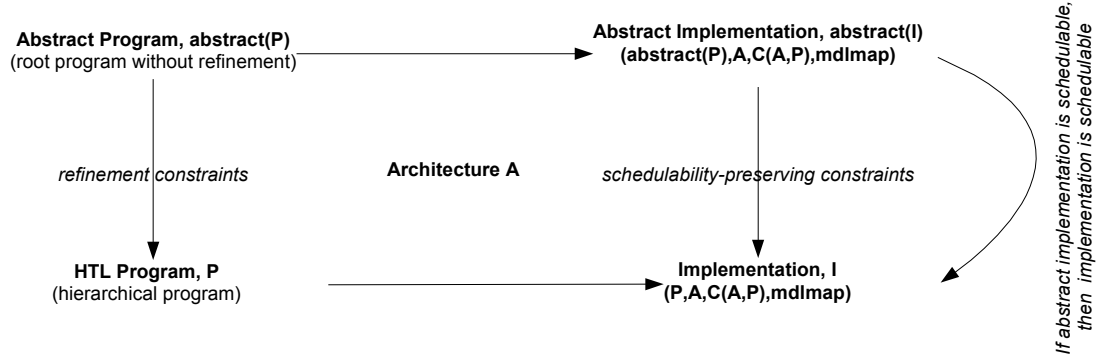 Abstract Program, abstract(P)
(root program without refinement)
Abstract Implementation, abstract(I)
(abstract(P),A,C(A,P),mdlmap)
refinement constraints
Architecture A
schedulability-preserving constraints
HTL Program, P
(hierarchical program)
Implementation, I
(P,A,C(A,P),mdlmap)
If abstract implementation is schedulable,
then implementation is schedulable